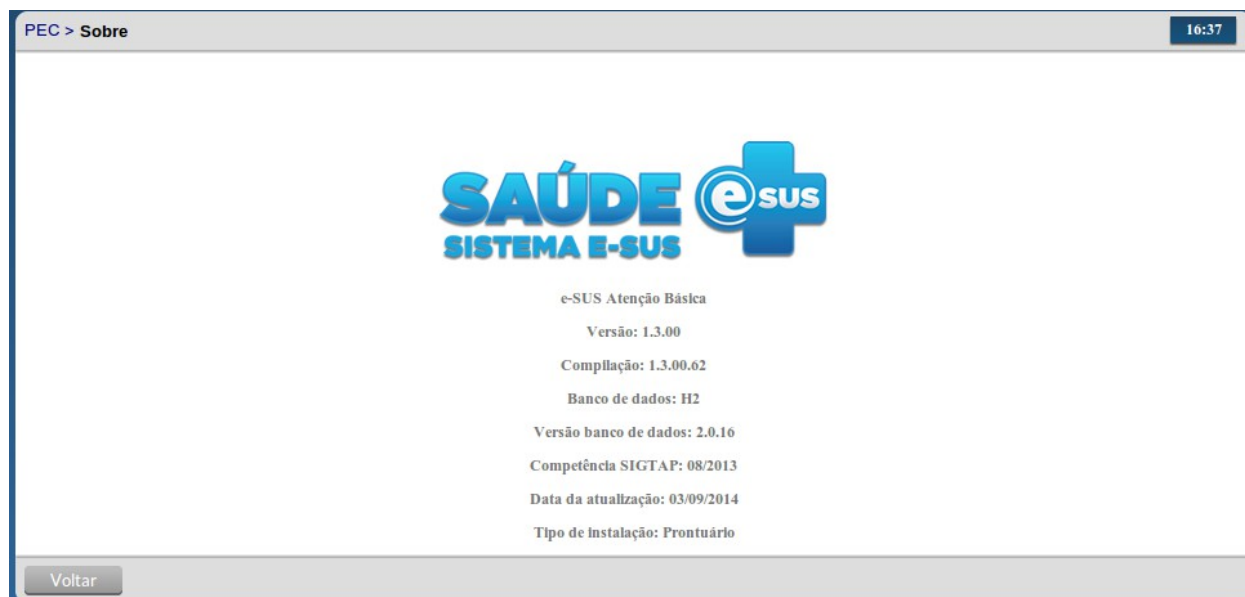 PEC > Sobre
16:37
SAÚDE e sus
SISTEMA E-SUS
e-SUS Atenção Básica
Versão: 1.3.00
Compilação: 1.3.00.62
Banco de dados: H2
Versão banco de dados: 2.0.16
Competência SIGTAP: 08/2013
Data da atualização: 03/09/2014
Tipo de instalação: Prontuário
Voltar